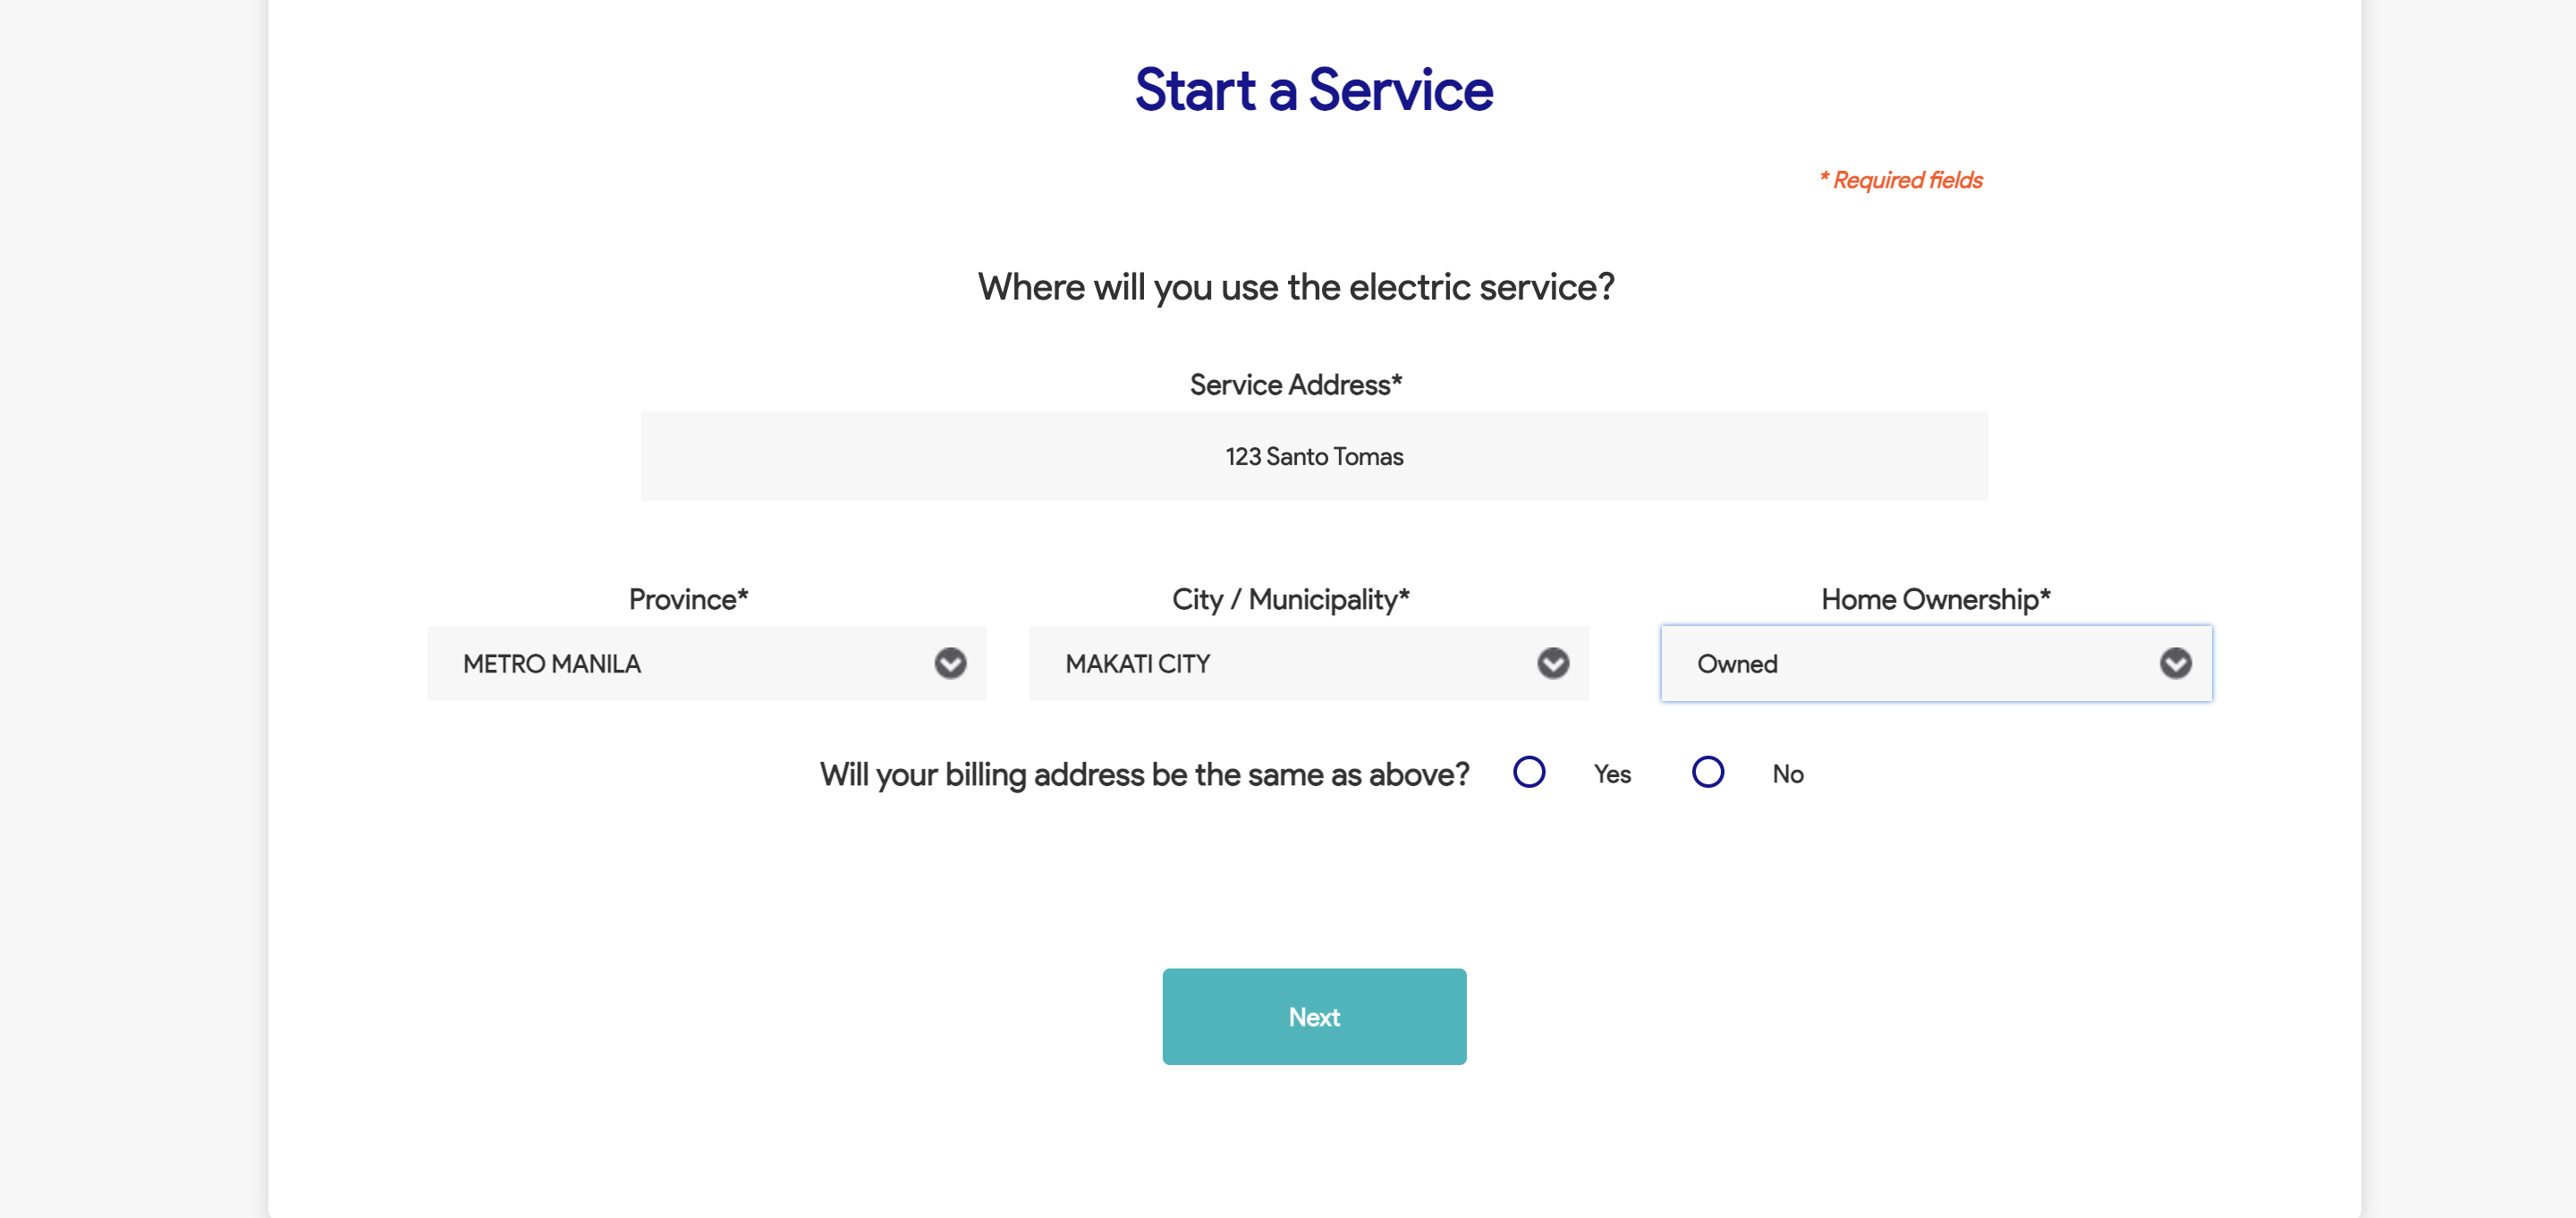 Start a Service
* Required fields
Where will you use the electric service?
Service Address*
123 Santo Tomas
Province*
City / Municipality*
Home Ownership*
METRO MANILA
MAKATI CITY
Owned
Will your billing address be the same as above? Yes No
Next